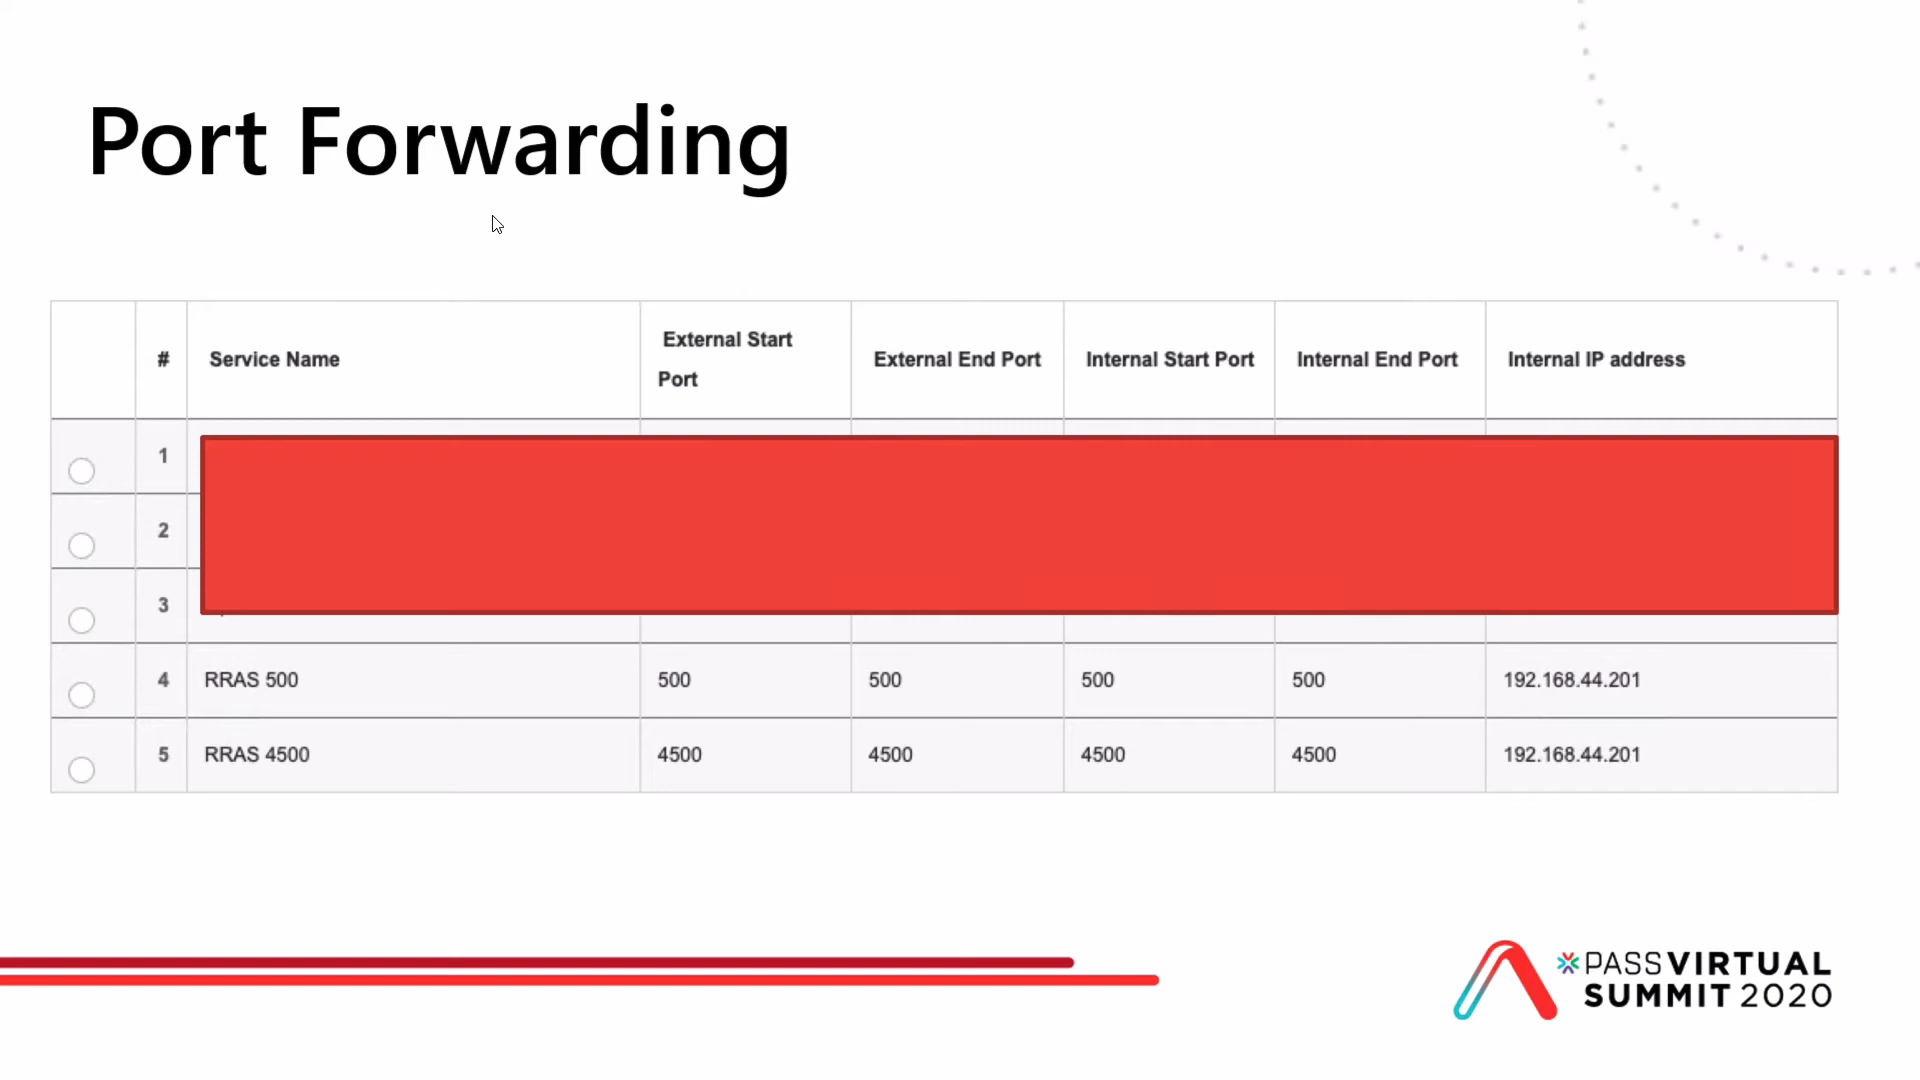 Port Forwarding
# Service Name External Start Port External End Port Internal Start Port Internal End Port Internal IP address
1
2
3
4 RRAS 500 500 500 500 500 192.168.44.201
5 RRAS 4500 4500 4500 4500 4500 192.168.44.201
PASS VIRTUAL
SUMMIT 2020